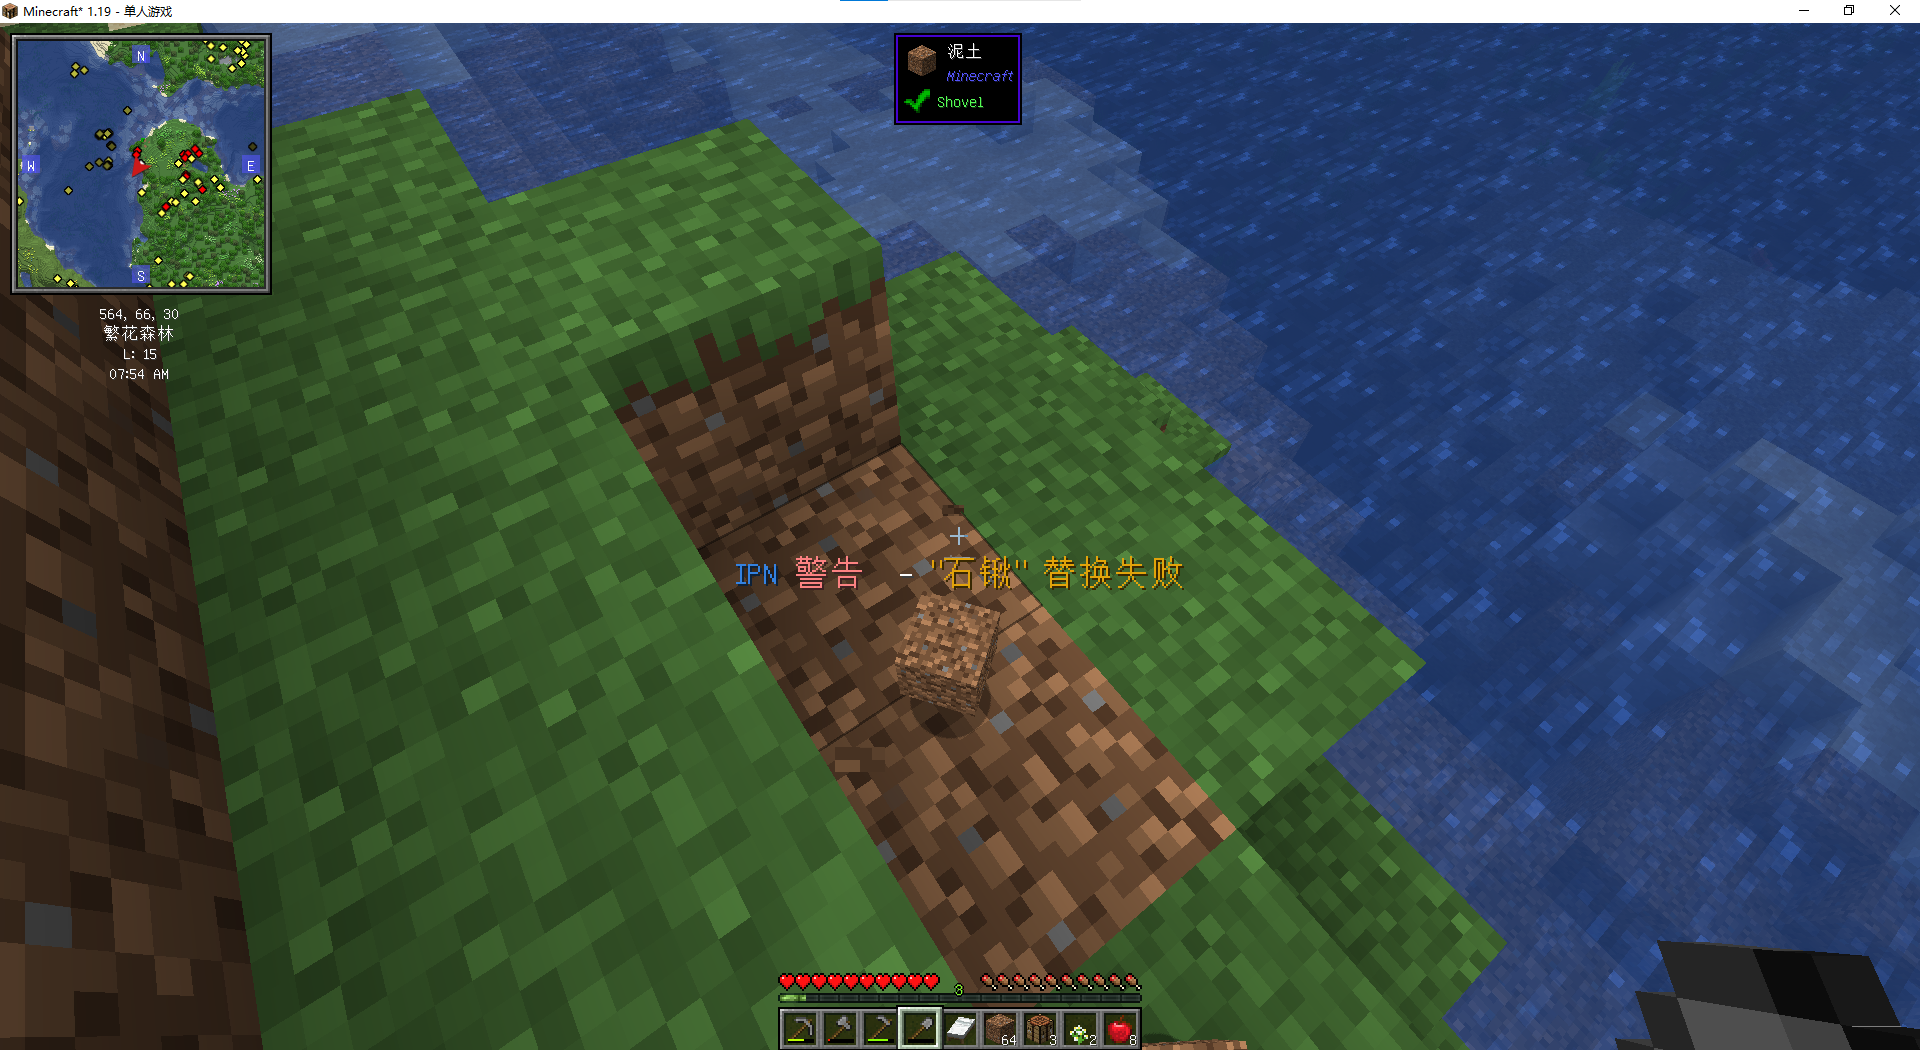 Minecraft* 1.19 - 单人游戏
N
W
E
S
564, 66, 30
繁花森林
L: 15
07:54 AM
泥土
Minecraft
Shovel
IPN 警告 - "石锹" 替换失败
3
64
3
2
8